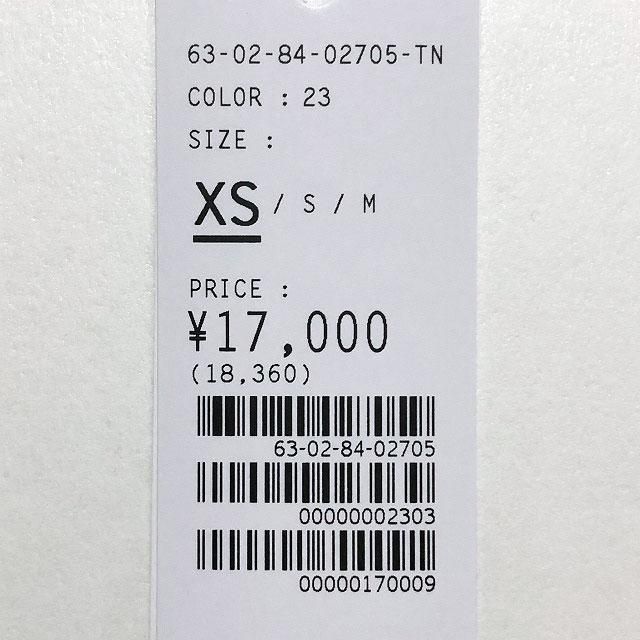 63-02-84-02705-TN
COLOR : 23
SIZE :
XS / S / M
PRICE :
¥17,000
(18,360)
63-02-84-02705
00000002303
00000170009